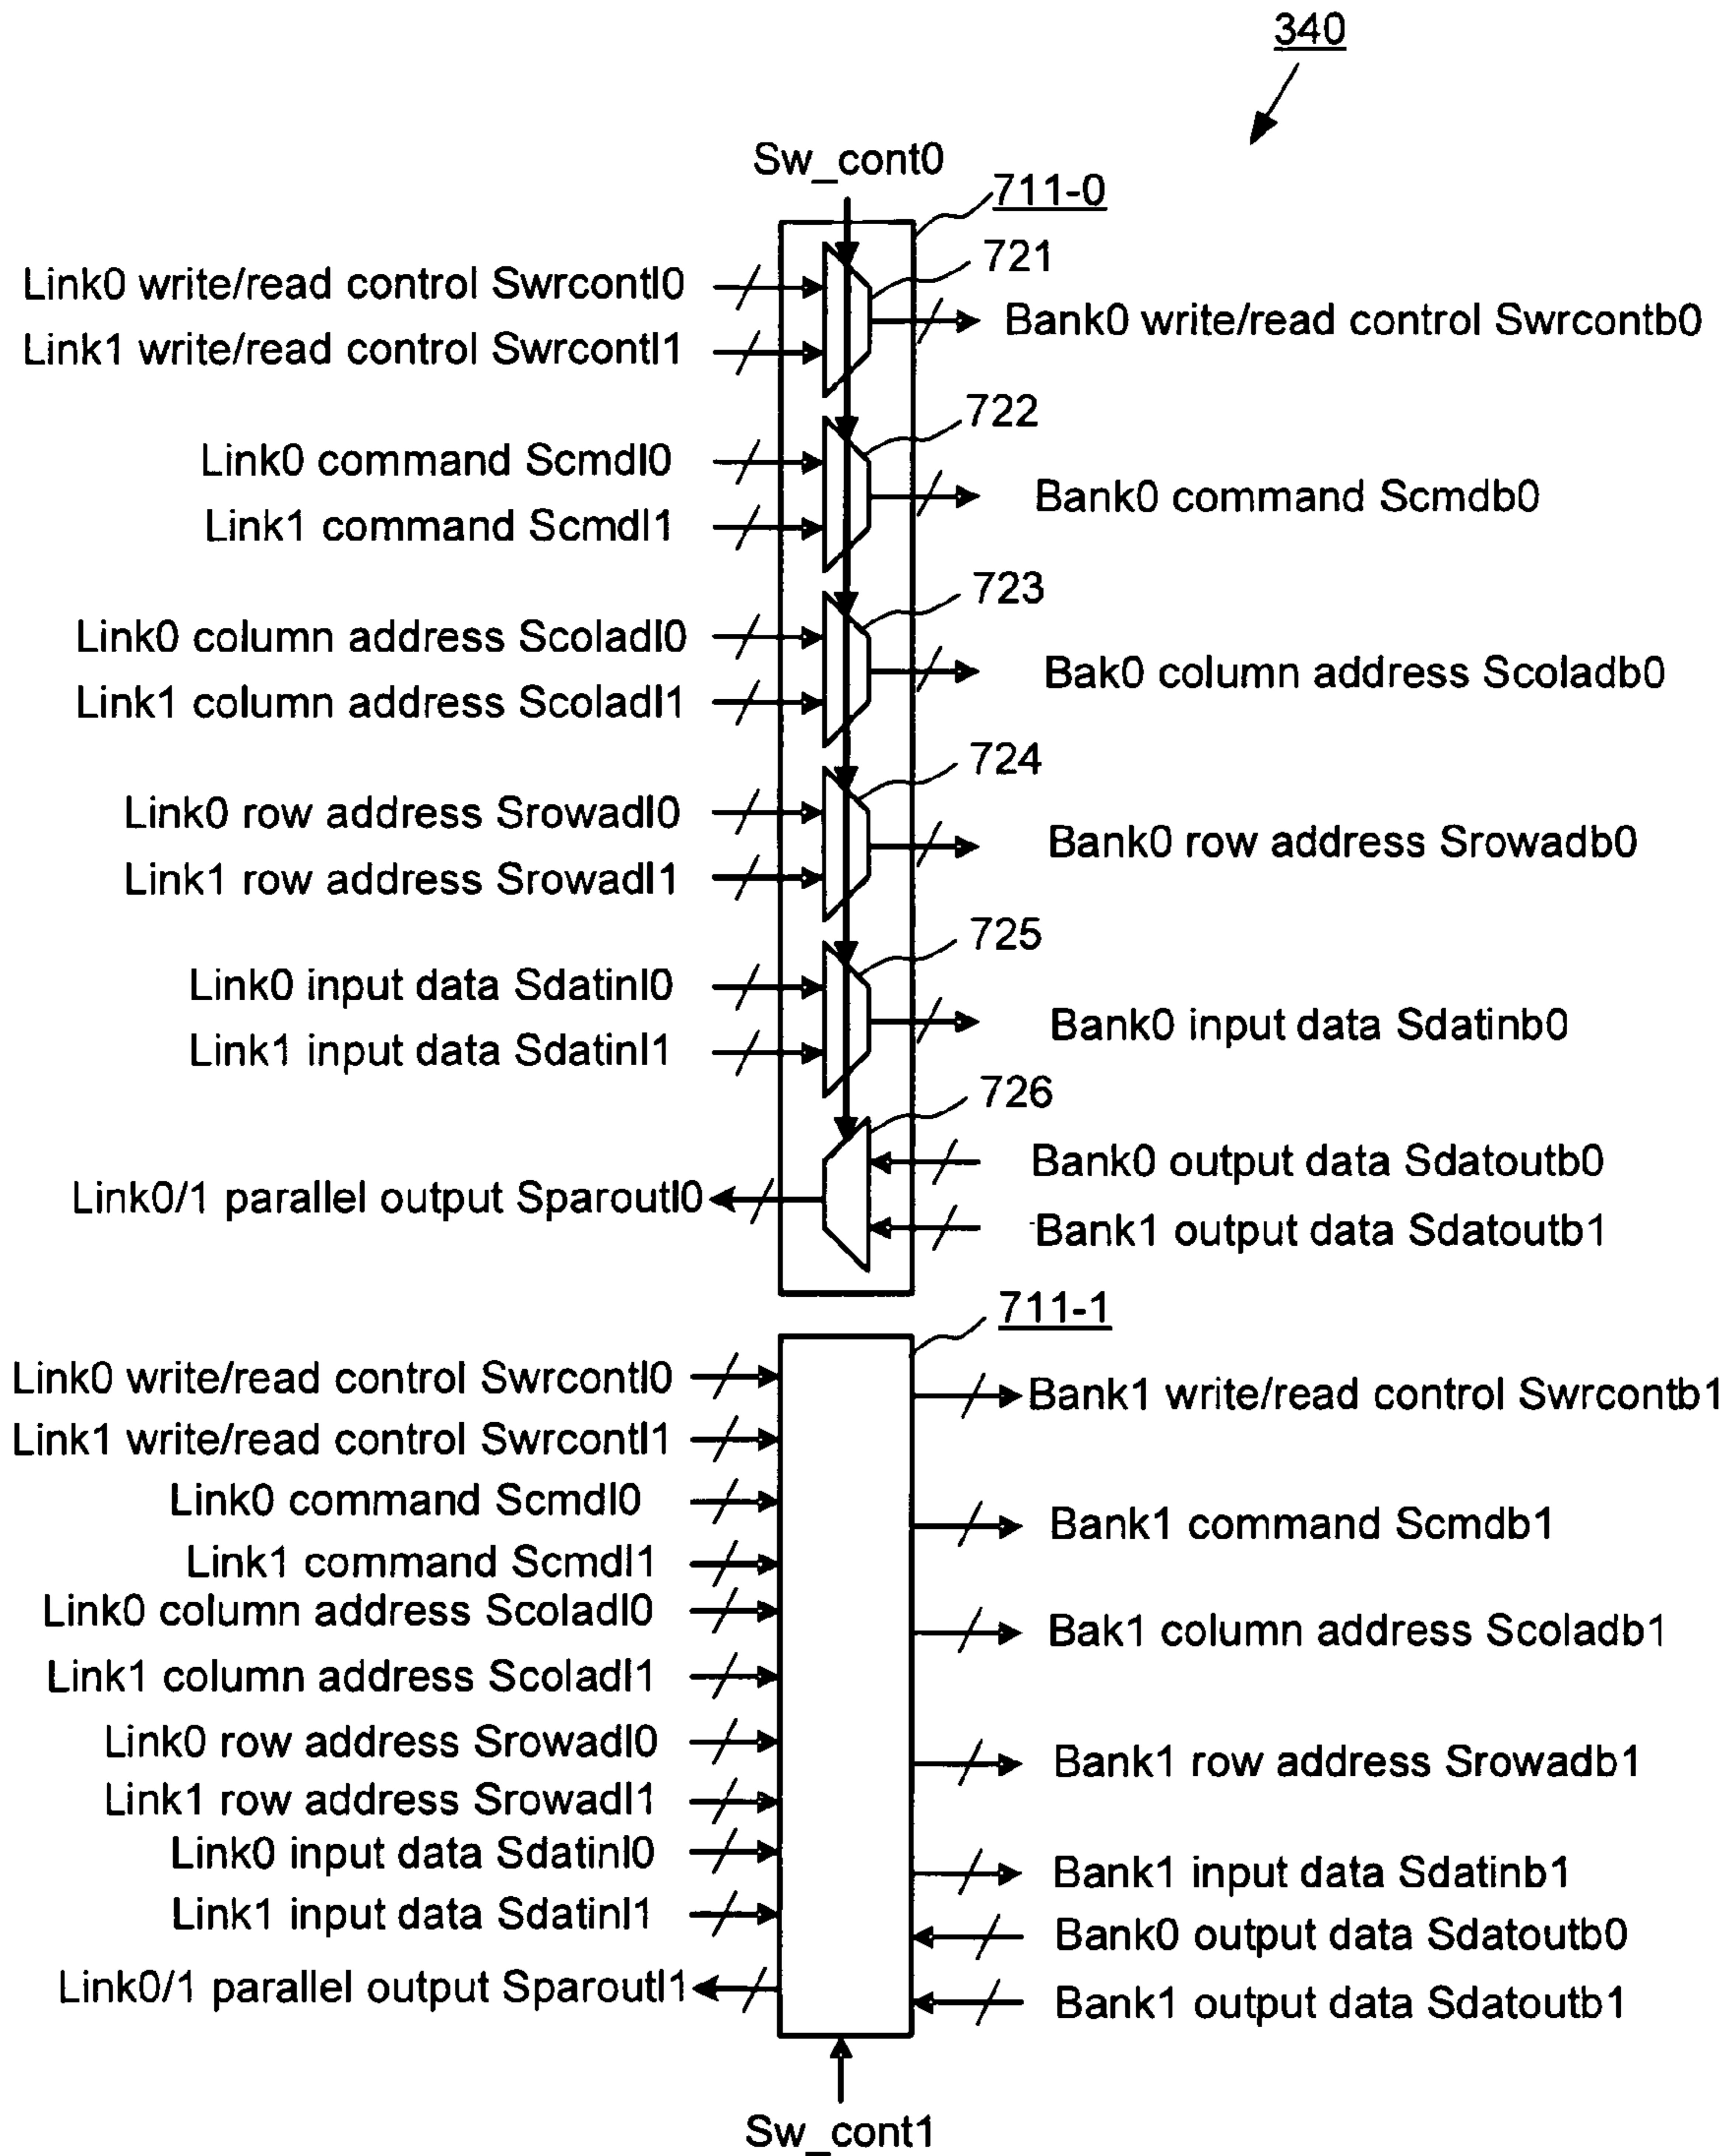 340
Sw_cont0
711-0
721
Link0 write/read control Swrcontl0
Bank0 write/read control Swrcontb0
Link1 write/read control Swrcontl1
722
Link0 command Scmdl0
Bank0 command Scmdb0
Link1 command Scmdl1
723
Link0 column address Scoladl0
Bak0 column address Scoladb0
Link1 column address Scoladl1
724
Link0 row address Srowadl0
Bank0 row address Srowadb0
Link1 row address Srowadl1
725
Link0 input data Sdatinl0
Bank0 input data Sdatinb0
Link1 input data Sdatinl1
726
Bank0 output data Sdatoutb0
Link0/1 parallel output Sparoutl0
Bank1 output data Sdatoutb1
711-1
Link0 write/read control Swrcontl0
Bank1 write/read control Swrcontb1
Link1 write/read control Swrcontl1
Link0 command Scmdl0
Bank1 command Scmdb1
Link1 command Scmdl1
Link0 column address Scoladl0
Bak1 column address Scoladb1
Link1 column address Scoladl1
Link0 row address Srowadl0
Bank1 row address Srowadb1
Link1 row address Srowadl1
Link0 input data Sdatinl0
Bank1 input data Sdatinb1
Link1 input data Sdatinl1
Bank0 output data Sdatoutb0
Link0/1 parallel output Sparoutl1
Bank1 output data Sdatoutb1
Sw_cont1